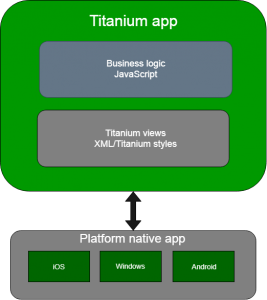 Titanium app
Business logic
JavaScript
Titanium views
XML/Titanium styles
Platform native app
iOS
Windows
Android